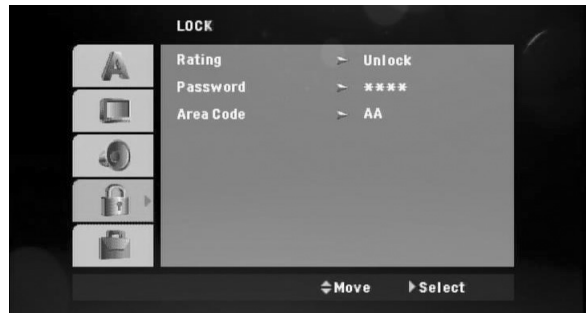 LOCK
Rating ➢ Unlock
Password ➢ ****
Area Code ➢ AA
Move Select